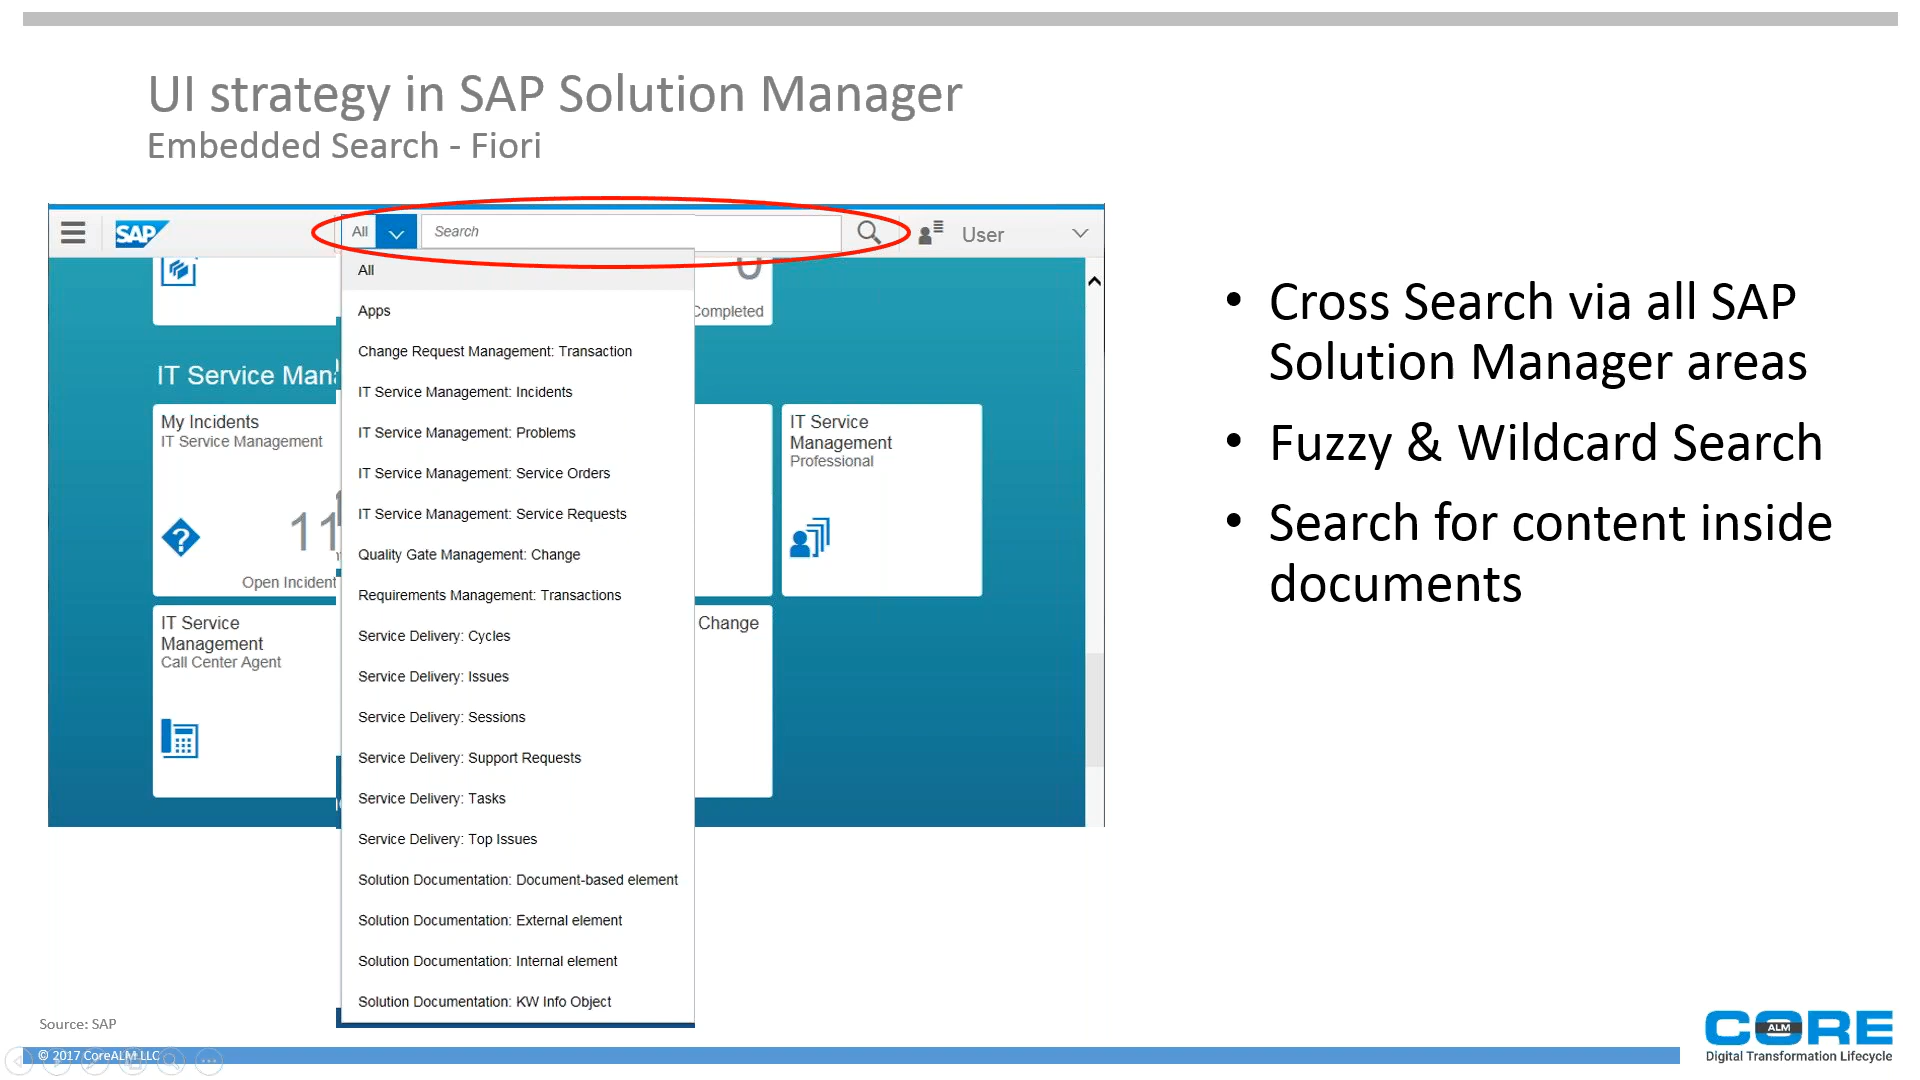 UI strategy in SAP Solution Manager
Embedded Search - Fiori
SAP
All
Search
User
All
Apps
Completed
Change Request Management: Transaction
IT Service Mana
IT Service Management: Incidents
My Incidents
IT Service Management
IT Service Management: Problems
IT Service Management: Service Orders
IT Service Management: Service Requests
11
Quality Gate Management: Change
Open Incident
Requirements Management: Transactions
IT Service
Management
Professional
IT Service
Management
Call Center Agent
Change
Service Delivery: Cycles
Service Delivery: Issues
Service Delivery: Sessions
Service Delivery: Support Requests
Service Delivery: Tasks
Service Delivery: Top Issues
Solution Documentation: Document-based element
Solution Documentation: External element
Solution Documentation: Internal element
Solution Documentation: KW Info Object
• Cross Search via all SAP
Solution Manager areas
• Fuzzy & Wildcard Search
• Search for content inside
documents
Source: SAP
© 2017 CoreALM LLC
CORE
ALM
Digital Transformation Lifecycle